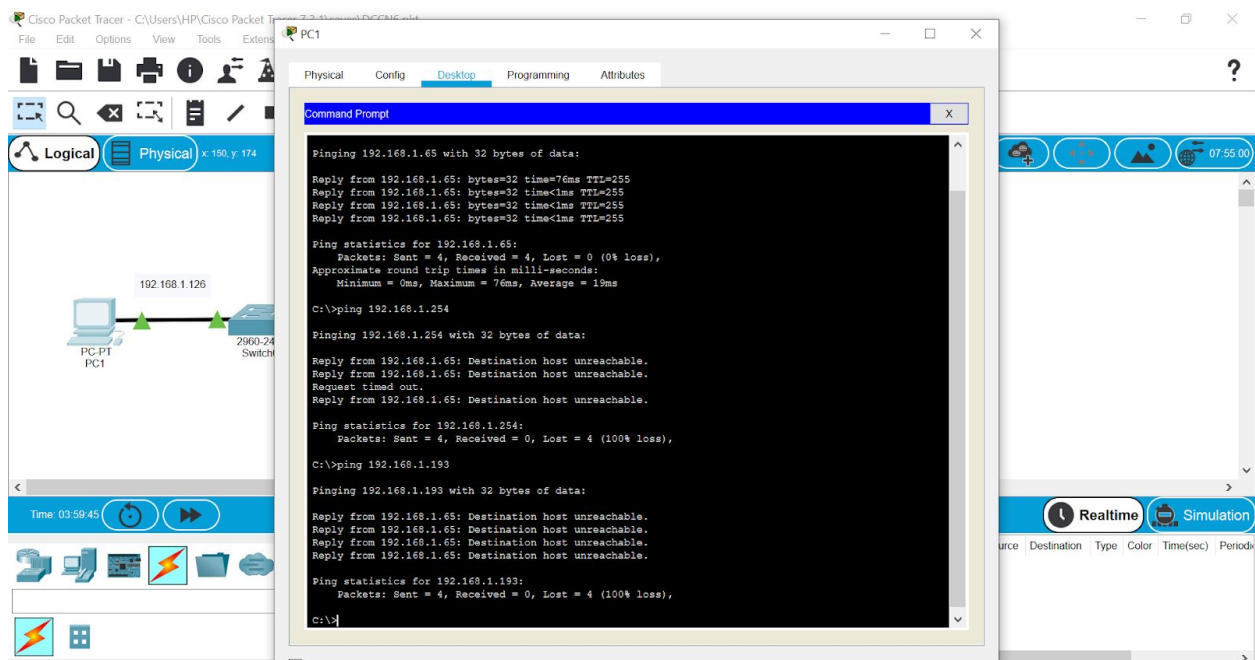 Cisco Packet Tracer - C:\Users\HP\Cisco Packet Tracer 7.3.1\saves\DCCN6.pkt
File Edit Options View Tools Extens
PC1
Physical Config Desktop Programming Attributes
Command Prompt X
Logical Physical x: 150, y: 174 07:55:00
Pinging 192.168.1.65 with 32 bytes of data:
Reply from 192.168.1.65: bytes=32 time=76ms TTL=255
Reply from 192.168.1.65: bytes=32 time<1ms TTL=255
Reply from 192.168.1.65: bytes=32 time<1ms TTL=255
Reply from 192.168.1.65: bytes=32 time<1ms TTL=255
Ping statistics for 192.168.1.65:
Packets: Sent = 4, Received = 4, Lost = 0 (0% loss),
Approximate round trip times in milli-seconds:
Minimum = 0ms, Maximum = 76ms, Average = 19ms
C:\>ping 192.168.1.254
Pinging 192.168.1.254 with 32 bytes of data:
Reply from 192.168.1.65: Destination host unreachable.
Reply from 192.168.1.65: Destination host unreachable.
Request timed out.
Reply from 192.168.1.65: Destination host unreachable.
Ping statistics for 192.168.1.254:
Packets: Sent = 4, Received = 0, Lost = 4 (100% loss),
C:\>ping 192.168.1.193
Pinging 192.168.1.193 with 32 bytes of data:
Reply from 192.168.1.65: Destination host unreachable.
Reply from 192.168.1.65: Destination host unreachable.
Reply from 192.168.1.65: Destination host unreachable.
Reply from 192.168.1.65: Destination host unreachable.
Ping statistics for 192.168.1.193:
Packets: Sent = 4, Received = 0, Lost = 4 (100% loss),
C:\>
192.168.1.126
PC-PT
PC1
2960-24
Switch
Time: 03:59:45
Realtime Simulation
urce Destination Type Color Time(sec) Periodi